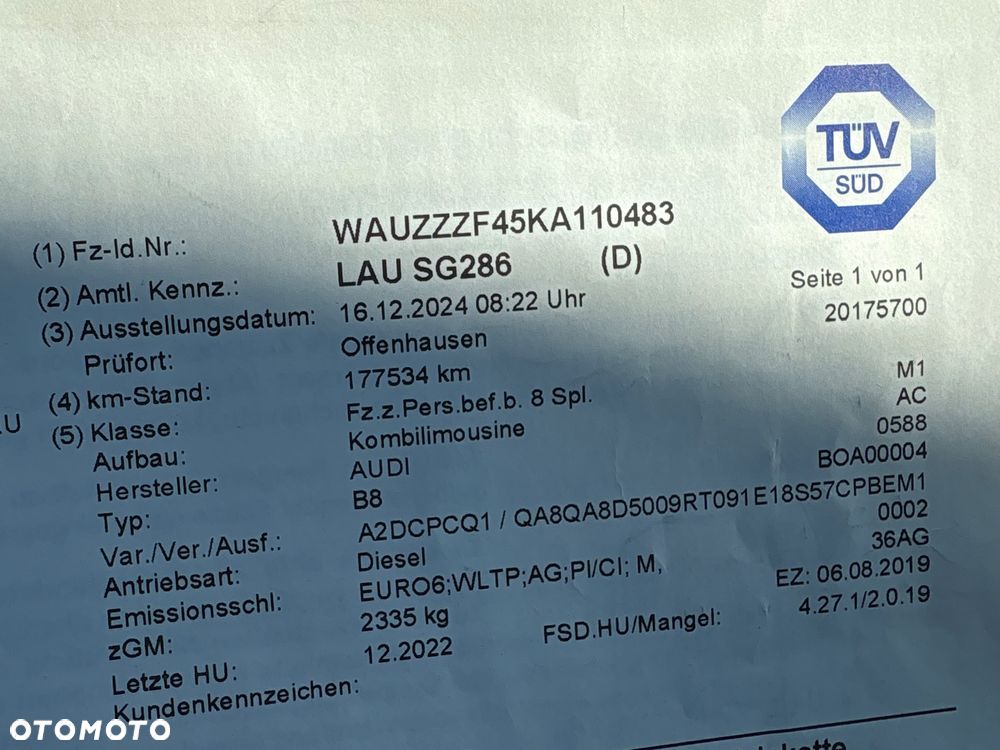 TÜV
SÜD
(1) Fz-Id.Nr.: WAUZZZF45KA110483
(2) Amtl. Kennz.: LAU SG286 (D) Seite 1 von 1
(3) Ausstellungsdatum: 16.12.2024 08:22 Uhr 20175700
Prüfort: Offenhausen
(4) km-Stand: 177534 km
(5) Klasse: Fz.z.Pers.bef.b. 8 Spl. M1
Aufbau: Kombilimousine AC
Hersteller: AUDI 0588
Typ: B8 BOA00004
Var./Ver./Ausf.: A2DCPCQ1 / QA8QA8D5009RT091E18S57CPBEM1
Antriebsart: Diesel 0002
Emissionsschl: EURO6;WLTP;AG;PI/CI; M, 36AG
zGM: 2335 kg EZ: 06.08.2019
Letzte HU: 12.2022 FSD.HU/Mangel: 4.27.1/2.0.19
Kundenkennzeichen:
OTOMOTO